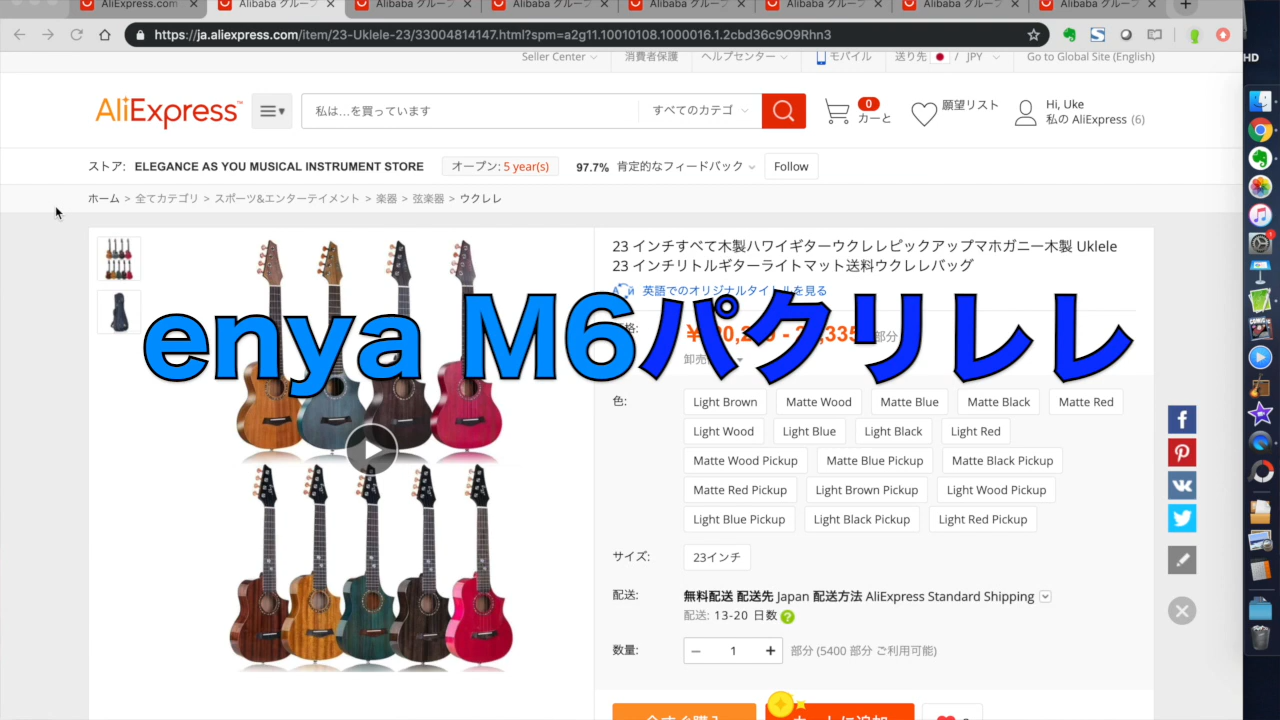 AliExpress.com
Alibaba グループ
Alibaba グループ
Alibaba グループ
Alibaba グループ
Alibaba グループ
Alibaba グループ
Alibaba グループ
https://ja.aliexpress.com/item/23-Uklele-23/33004814147.html?spm=a2g11.10010108.1000016.1.2cbd36c9O9Rhn3
HD
Seller Center
消費者保護
ヘルプセンター
モバイル
送り先 / JPY
Go to Global Site (English)
AliExpress™
私は...を買っています
すべてのカテゴ
0
カーと
願望リスト
Hi, Uke
私の AliExpress (6)
ストア: ELEGANCE AS YOU MUSICAL INSTRUMENT STORE
オープン: 5 year(s)
97.7% 肯定的なフィードバック
Follow
ホーム > 全てカテゴリ > スポーツ&エンターテイメント > 楽器 > 弦楽器 > ウクレレ
23 インチすべて木製ハワイギターウクレレピックアップマホガニー木製 Uklele
23 インチリトルギターライトマット送料ウクレレバッグ
英語でのオリジナルタイトルを見る
enya M6パクリレレ
部分
色:
Light Brown
Matte Wood
Matte Blue
Matte Black
Matte Red
Light Wood
Light Blue
Light Black
Light Red
Matte Wood Pickup
Matte Blue Pickup
Matte Black Pickup
Matte Red Pickup
Light Brown Pickup
Light Wood Pickup
Light Blue Pickup
Light Black Pickup
Light Red Pickup
サイズ:
23インチ
配送:
無料配送 配送先 Japan 配送方法 AliExpress Standard Shipping
配送: 13-20 日数
数量:
1
部分 (5400 部分 ご利用可能)
今すぐ購入
カートに追加